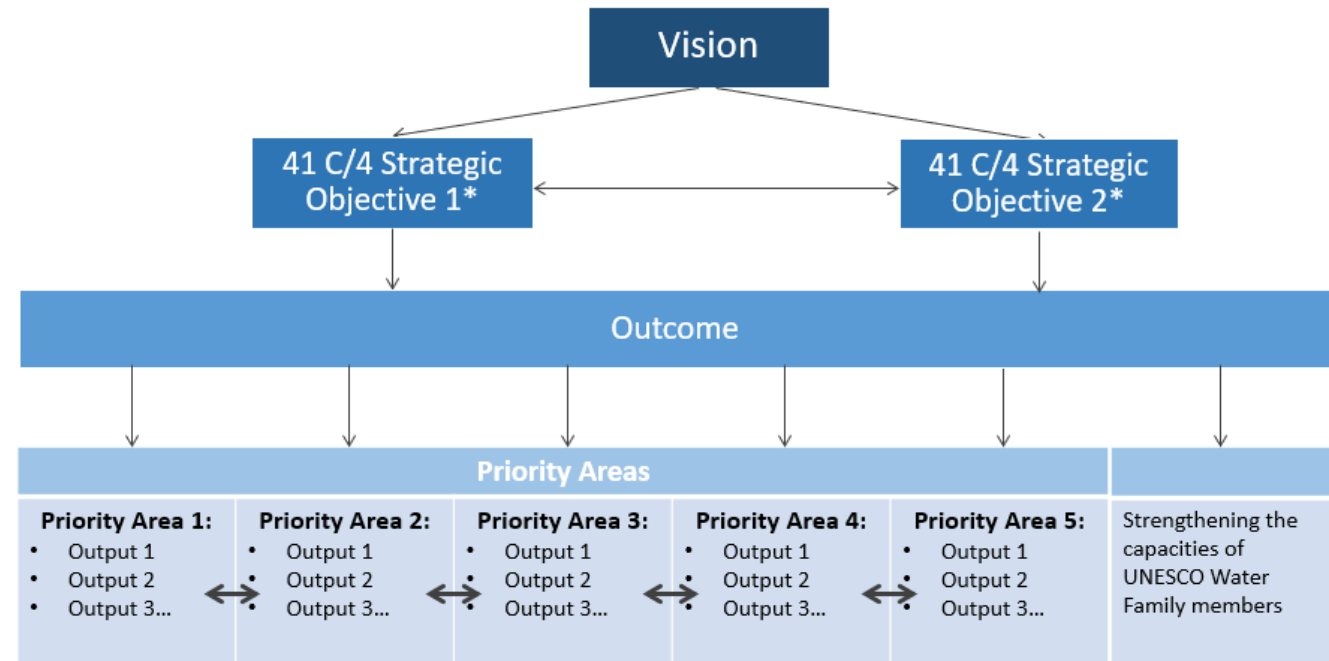 Vision
41 C/4 Strategic
Objective 1*
41 C/4 Strategic
Objective 2*
Outcome
Priority Areas
Priority Area 1:
• Output 1
• Output 2
• Output 3...
Priority Area 2:
• Output 1
• Output 2
• Output 3...
Priority Area 3:
• Output 1
• Output 2
• Output 3...
Priority Area 4:
• Output 1
• Output 2
• Output 3...
Priority Area 5:
• Output 1
• Output 2
• Output 3...
Strengthening the
capacities of
UNESCO Water
Family members